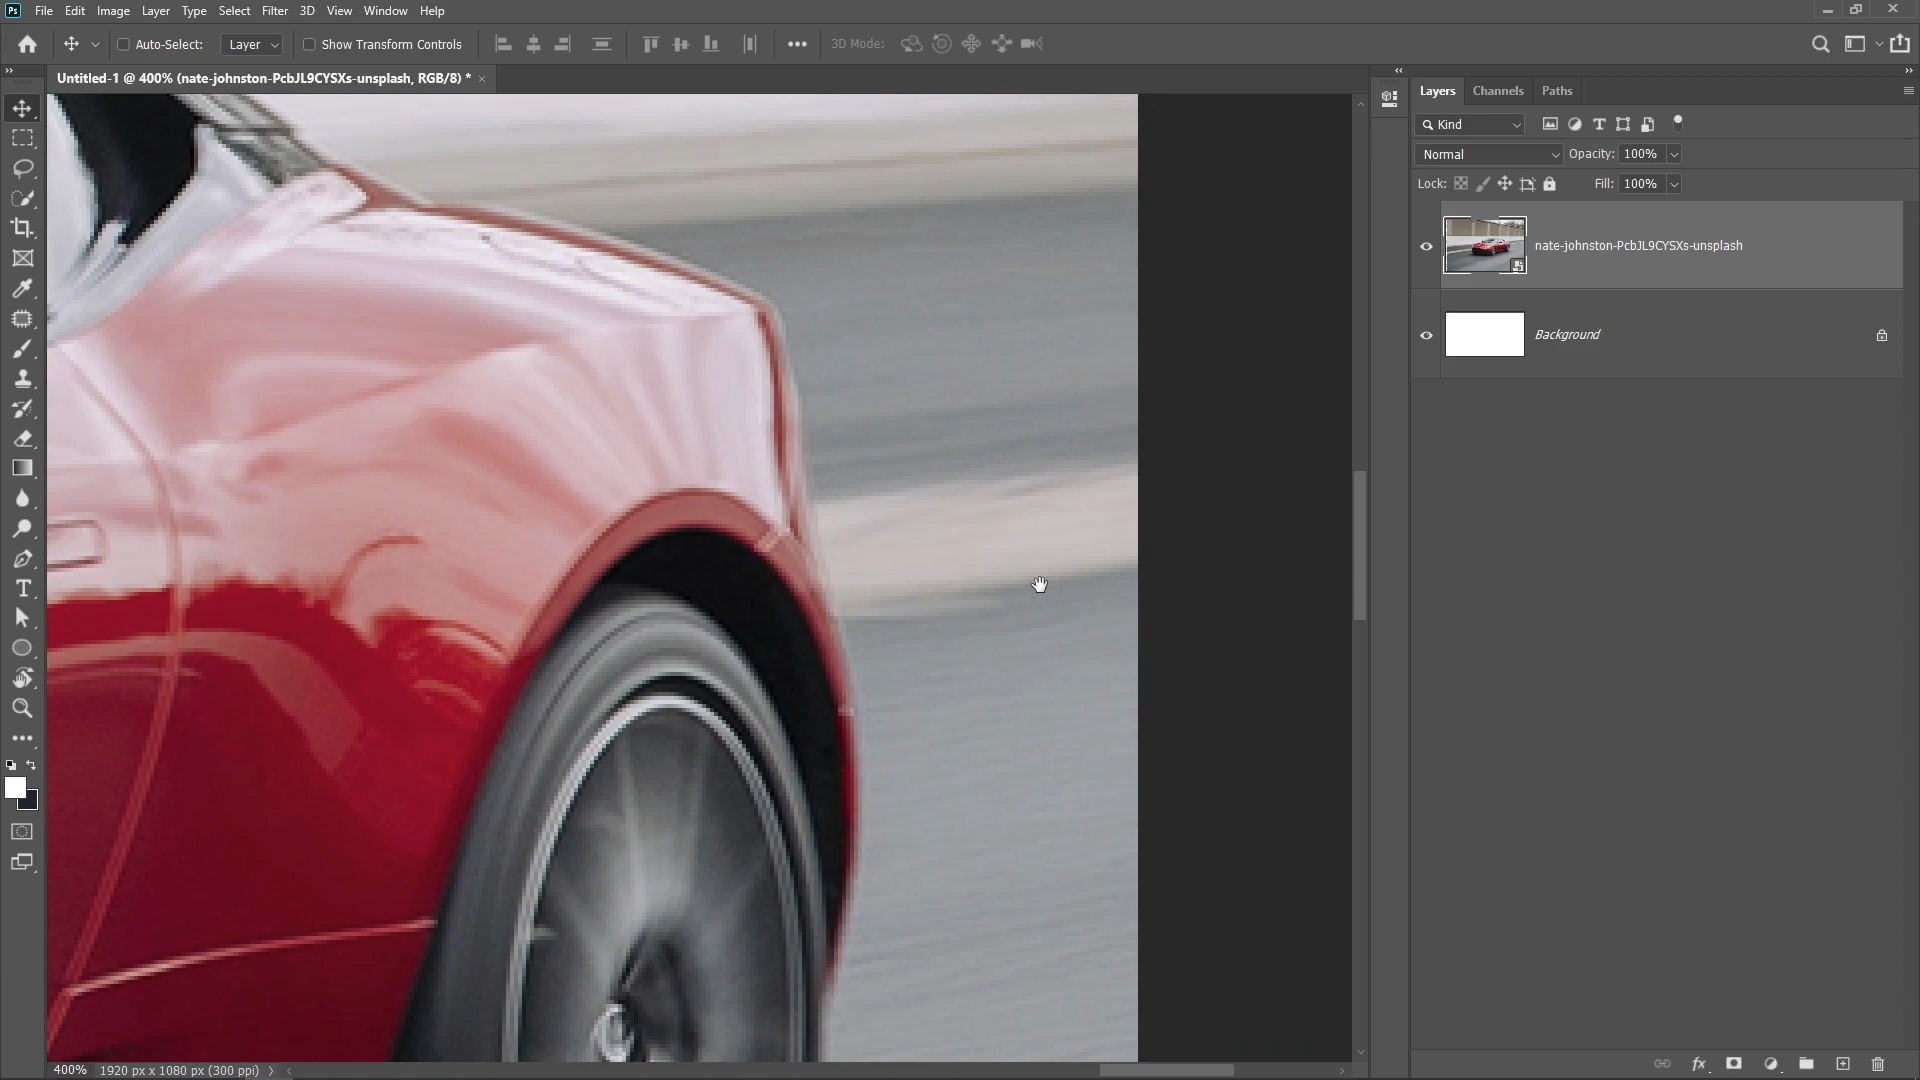 Ps File Edit Image Layer Type Select Filter 3D View Window Help
Auto-Select: Layer Show Transform Controls 3D Mode:
Untitled-1 @ 400% (nate-johnston-PcbJL9CYSXs-unsplash, RGB/8) *
Layers Channels Paths
Kind
Normal Opacity: 100%
Lock: Fill: 100%
nate-johnston-PcbJL9CYSXs-unsplash
Background
400% 1920 px x 1080 px (300 ppi)